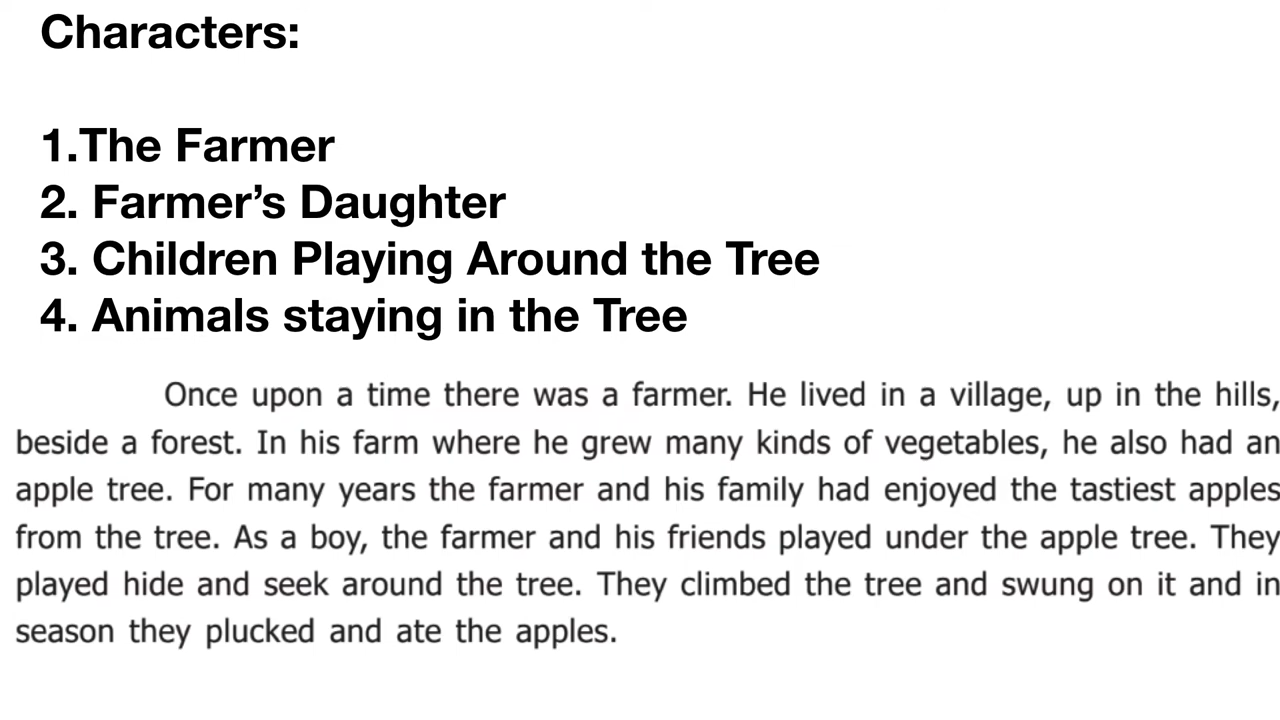 Characters:
1.The Farmer
2. Farmer’s Daughter
3. Children Playing Around the Tree
4. Animals staying in the Tree
Once upon a time there was a farmer. He lived in a village, up in the hills,
beside a forest. In his farm where he grew many kinds of vegetables, he also had an
apple tree. For many years the farmer and his family had enjoyed the tastiest apples
from the tree. As a boy, the farmer and his friends played under the apple tree. They
played hide and seek around the tree. They climbed the tree and swung on it and in
season they plucked and ate the apples.